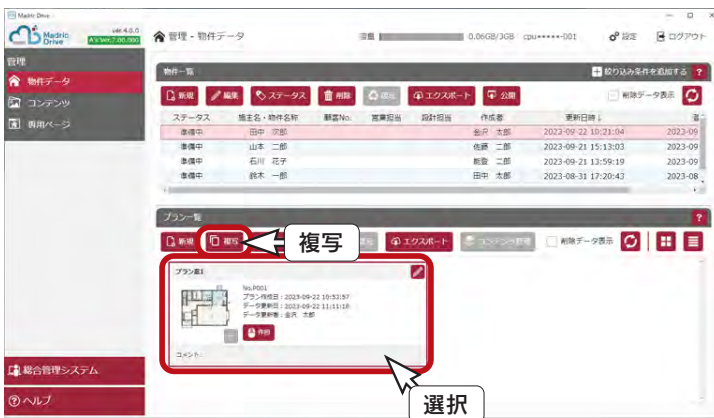 Madric Drive
Madric Drive
ver.4.0.0
A's Ver.7.00.000
管理・物件データ
容量
0.06GB/3GB
cpu*****-001
設定
ログアウト
管理
物件データ
コンテンツ
専用ページ
物件一覧
絞り込み条件を追加する
?
新規
編集
ステータス
削除
エクスポート
公開
削除データ表示
ステータス
施主名・物件名称
顧客No.
営業担当
設計担当
作成者
更新日時↓
準備中
田中 次郎
金沢 太郎
2023-09-22 10:21:04
2023-09
準備中
山本 二郎
佐藤 二郎
2023-09-21 15:13:03
2023-09
準備中
石川 花子
能登 二郎
2023-09-21 13:59:19
2023-09
準備中
鈴木 一郎
田中 太郎
2023-08-31 17:20:43
2023-08
プラン一覧
?
新規
複写
複写
エクスポート
削除データ表示
プラン案1
No.P001
プラン作成日:2023-09-22 10:53:57
データ更新日:2023-09-22 11:11:18
データ更新者:金沢 太郎
作図
コメント:
選択
総合管理システム
?ヘルプ